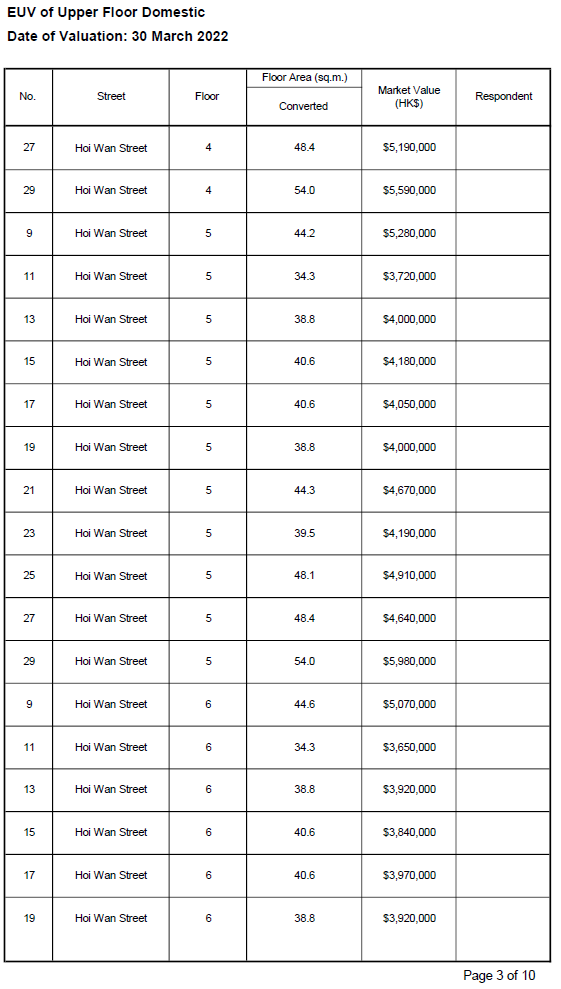 EUV of Upper Floor Domestic
Date of Valuation: 30 March 2022
No. Street Floor Floor Area (sq.m.) Converted Market Value (HK$) Respondent
27 Hoi Wan Street 4 48.4 $5,190,000
29 Hoi Wan Street 4 54.0 $5,590,000
9 Hoi Wan Street 5 44.2 $5,280,000
11 Hoi Wan Street 5 34.3 $3,720,000
13 Hoi Wan Street 5 38.8 $4,000,000
15 Hoi Wan Street 5 40.6 $4,180,000
17 Hoi Wan Street 5 40.6 $4,050,000
19 Hoi Wan Street 5 38.8 $4,000,000
21 Hoi Wan Street 5 44.3 $4,670,000
23 Hoi Wan Street 5 39.5 $4,190,000
25 Hoi Wan Street 5 48.1 $4,910,000
27 Hoi Wan Street 5 48.4 $4,640,000
29 Hoi Wan Street 5 54.0 $5,980,000
9 Hoi Wan Street 6 44.6 $5,070,000
11 Hoi Wan Street 6 34.3 $3,650,000
13 Hoi Wan Street 6 38.8 $3,920,000
15 Hoi Wan Street 6 40.6 $3,840,000
17 Hoi Wan Street 6 40.6 $3,970,000
19 Hoi Wan Street 6 38.8 $3,920,000
Page 3 of 10